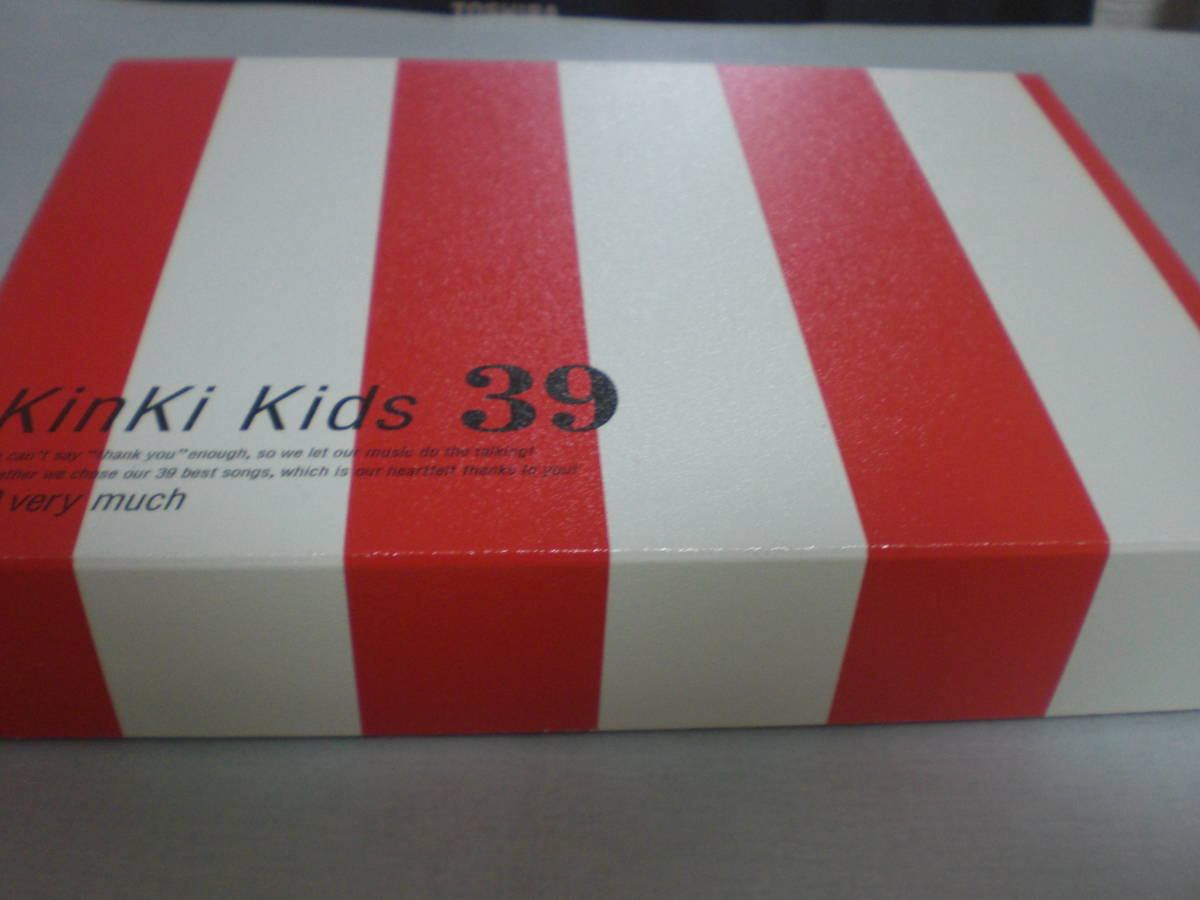 TOSHIBA
KinKi Kids 39
can't say "thank you" enough, so we let our music do the talking!
we chose our 39 best songs, which is our heartfelt thanks to you!
very much